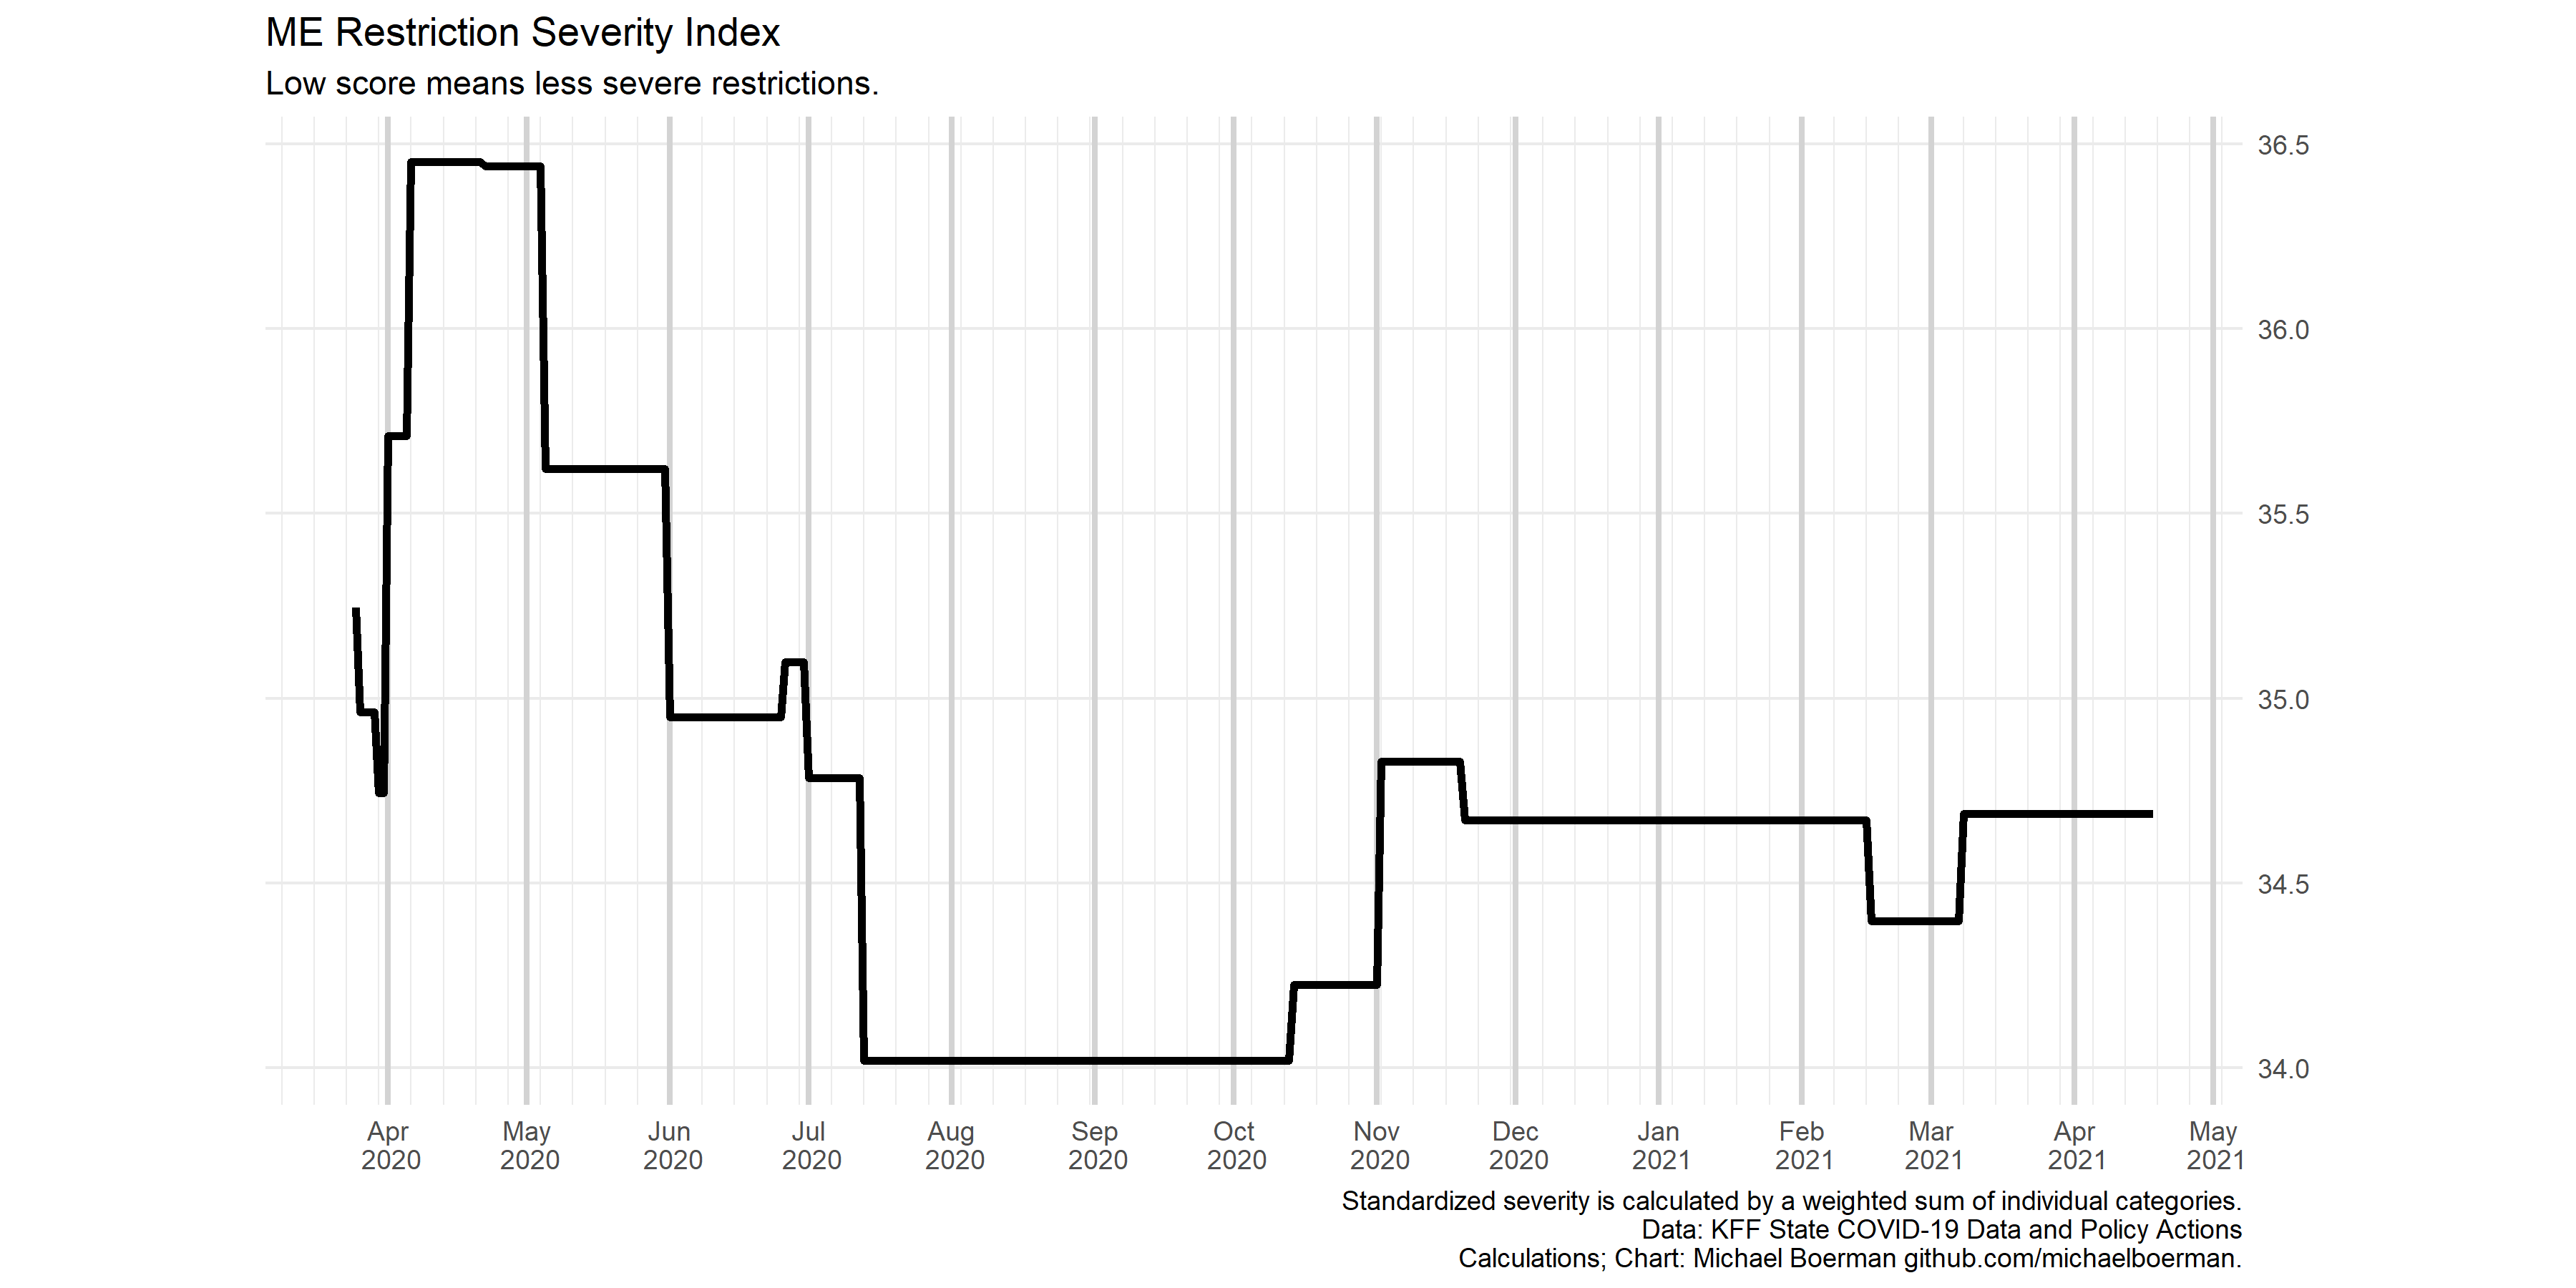 ME Restriction Severity Index
Low score means less severe restrictions.
36.5
36.0
35.5
35.0
34.5
34.0
Apr May Jun Jul Aug Sep Oct Nov Dec Jan Feb Mar Apr May
2020 2020 2020 2020 2020 2020 2020 2020 2020 2021 2021 2021 2021 2021
Standardized severity is calculated by a weighted sum of individual categories.
Data: KFF State COVID-19 Data and Policy Actions
Calculations; Chart: Michael Boerman github.com/michaelboerman.